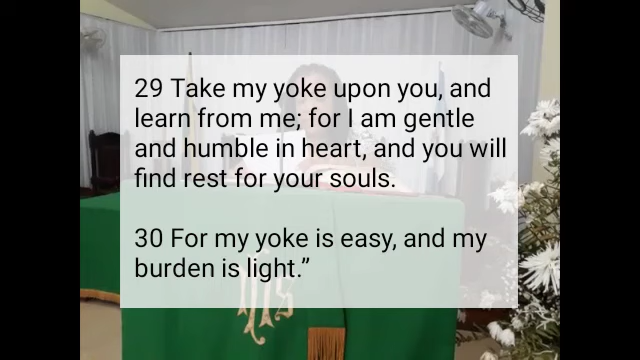 29 Take my yoke upon you, and
learn from me; for I am gentle
and humble in heart, and you will
find rest for your souls.
30 For my yoke is easy, and my
burden is light.”
IHS